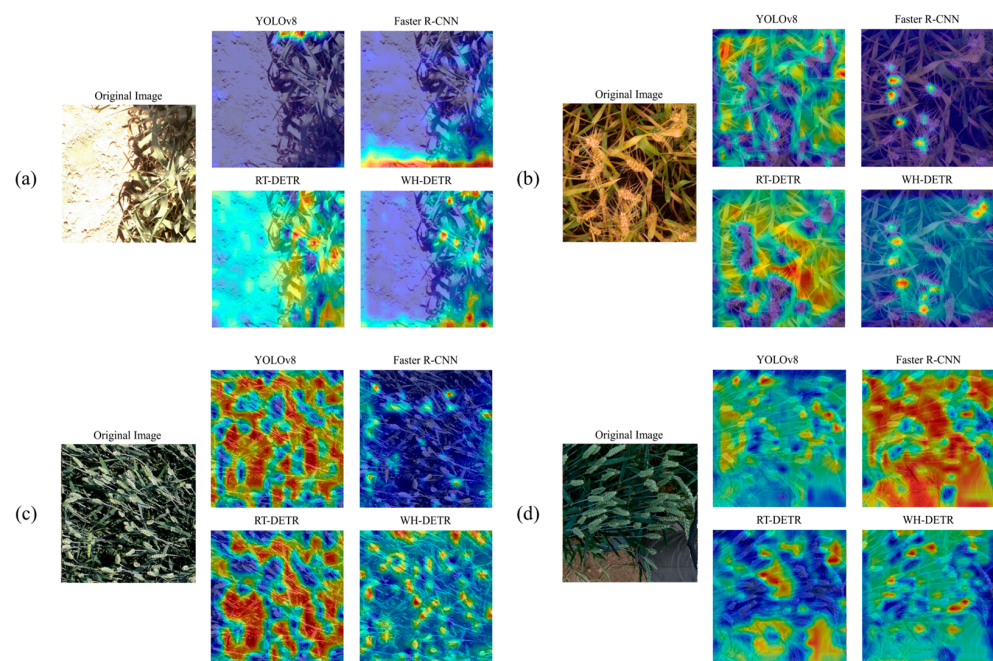 YOLOv8 Faster R-CNN
Original Image
RT-DETR WH-DETR
(a)
YOLOv8 Faster R-CNN
Original Image
RT-DETR WH-DETR
(b)
YOLOv8 Faster R-CNN
Original Image
RT-DETR WH-DETR
(c)
YOLOv8 Faster R-CNN
Original Image
RT-DETR WH-DETR
(d)